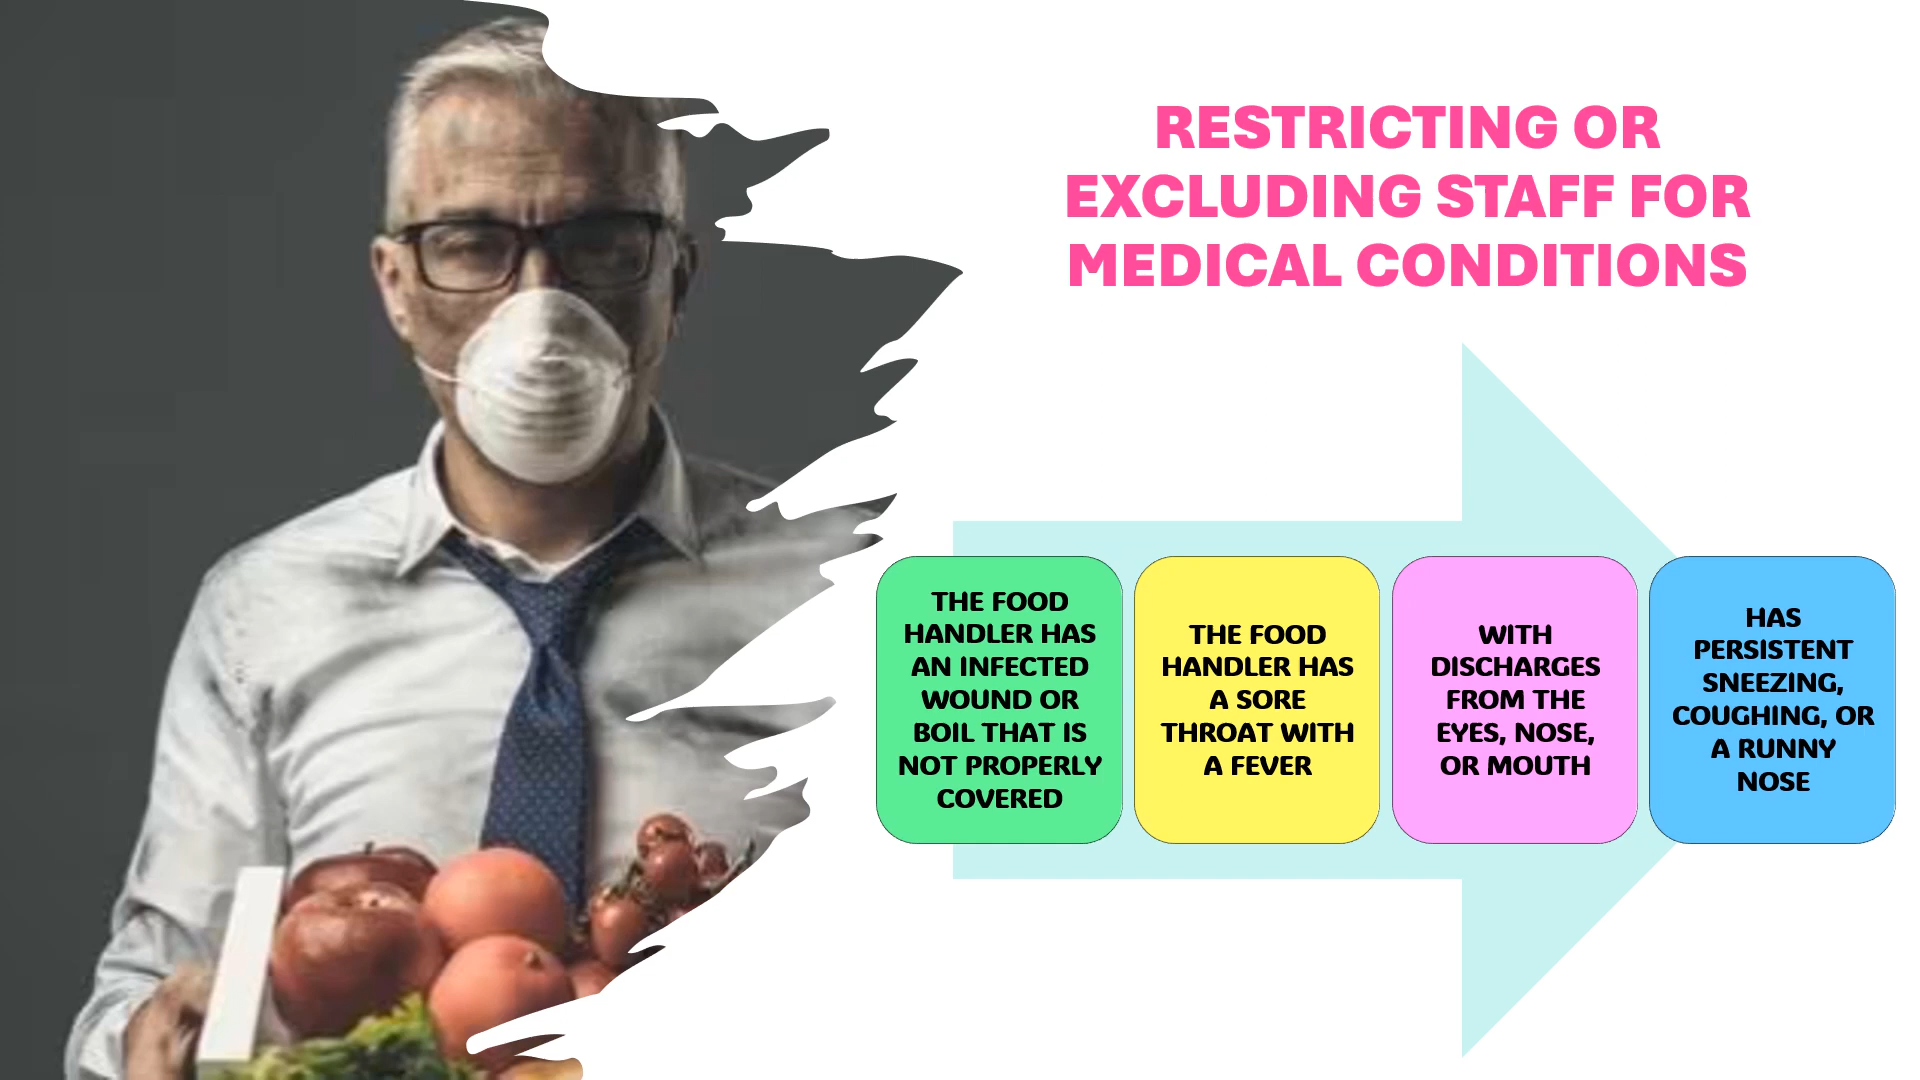 RESTRICTING OR
EXCLUDING STAFF FOR
MEDICAL CONDITIONS
THE FOOD
HANDLER HAS
AN INFECTED
WOUND OR
BOIL THAT IS
NOT PROPERLY
COVERED
THE FOOD
HANDLER HAS
A SORE
THROAT WITH
A FEVER
WITH
DISCHARGES
FROM THE
EYES, NOSE,
OR MOUTH
HAS
PERSISTENT
SNEEZING,
COUGHING, OR
A RUNNY
NOSE